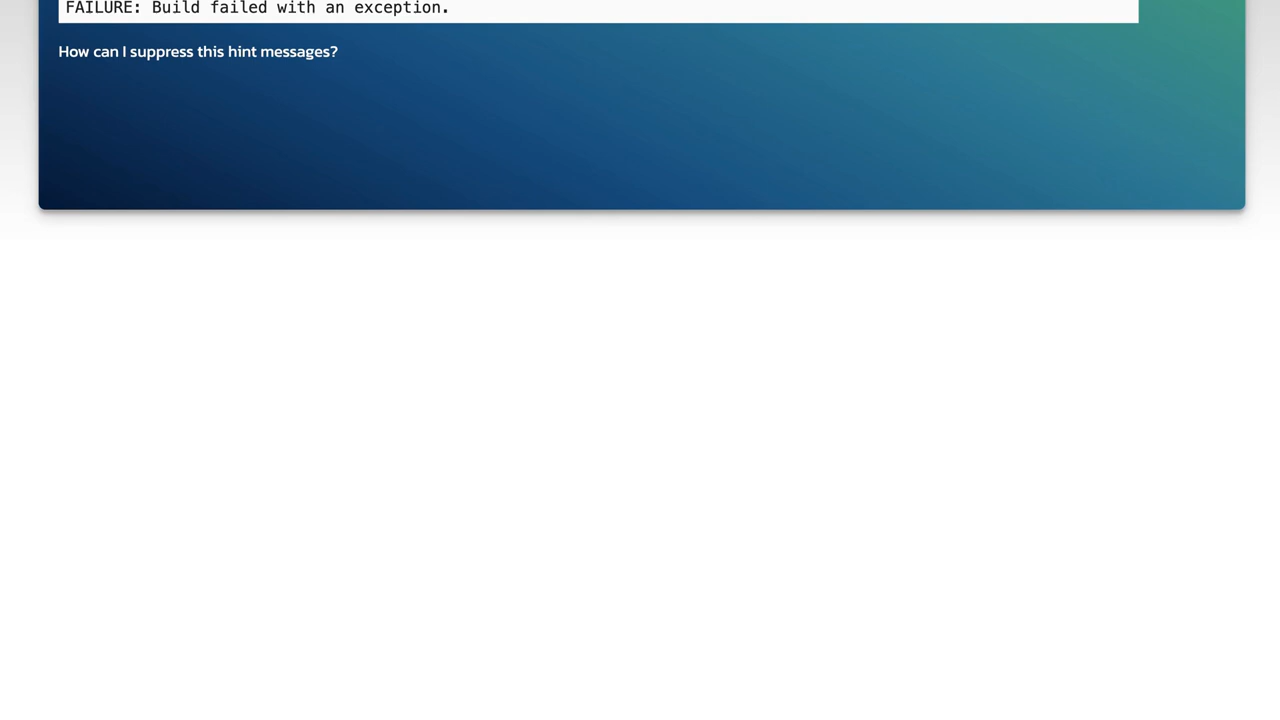 FAILURE: Build failed with an exception.
How can I suppress this hint messages?